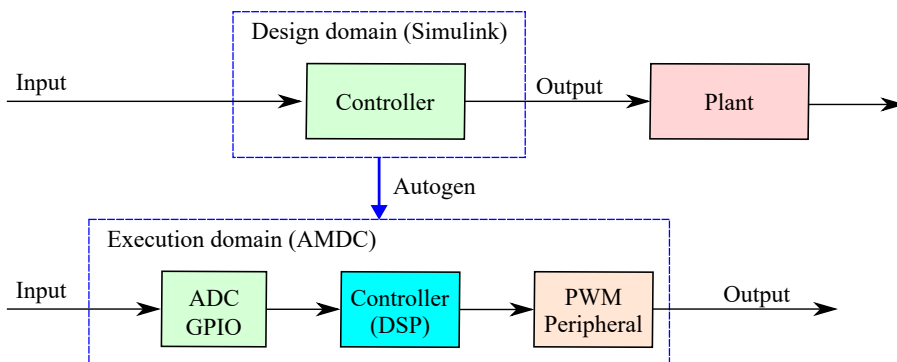 Design domain (Simulink)
Input
Controller
Output
Plant
Autogen
Execution domain (AMDC)
Input
ADC
GPIO
Controller
(DSP)
PWM
Peripheral
Output